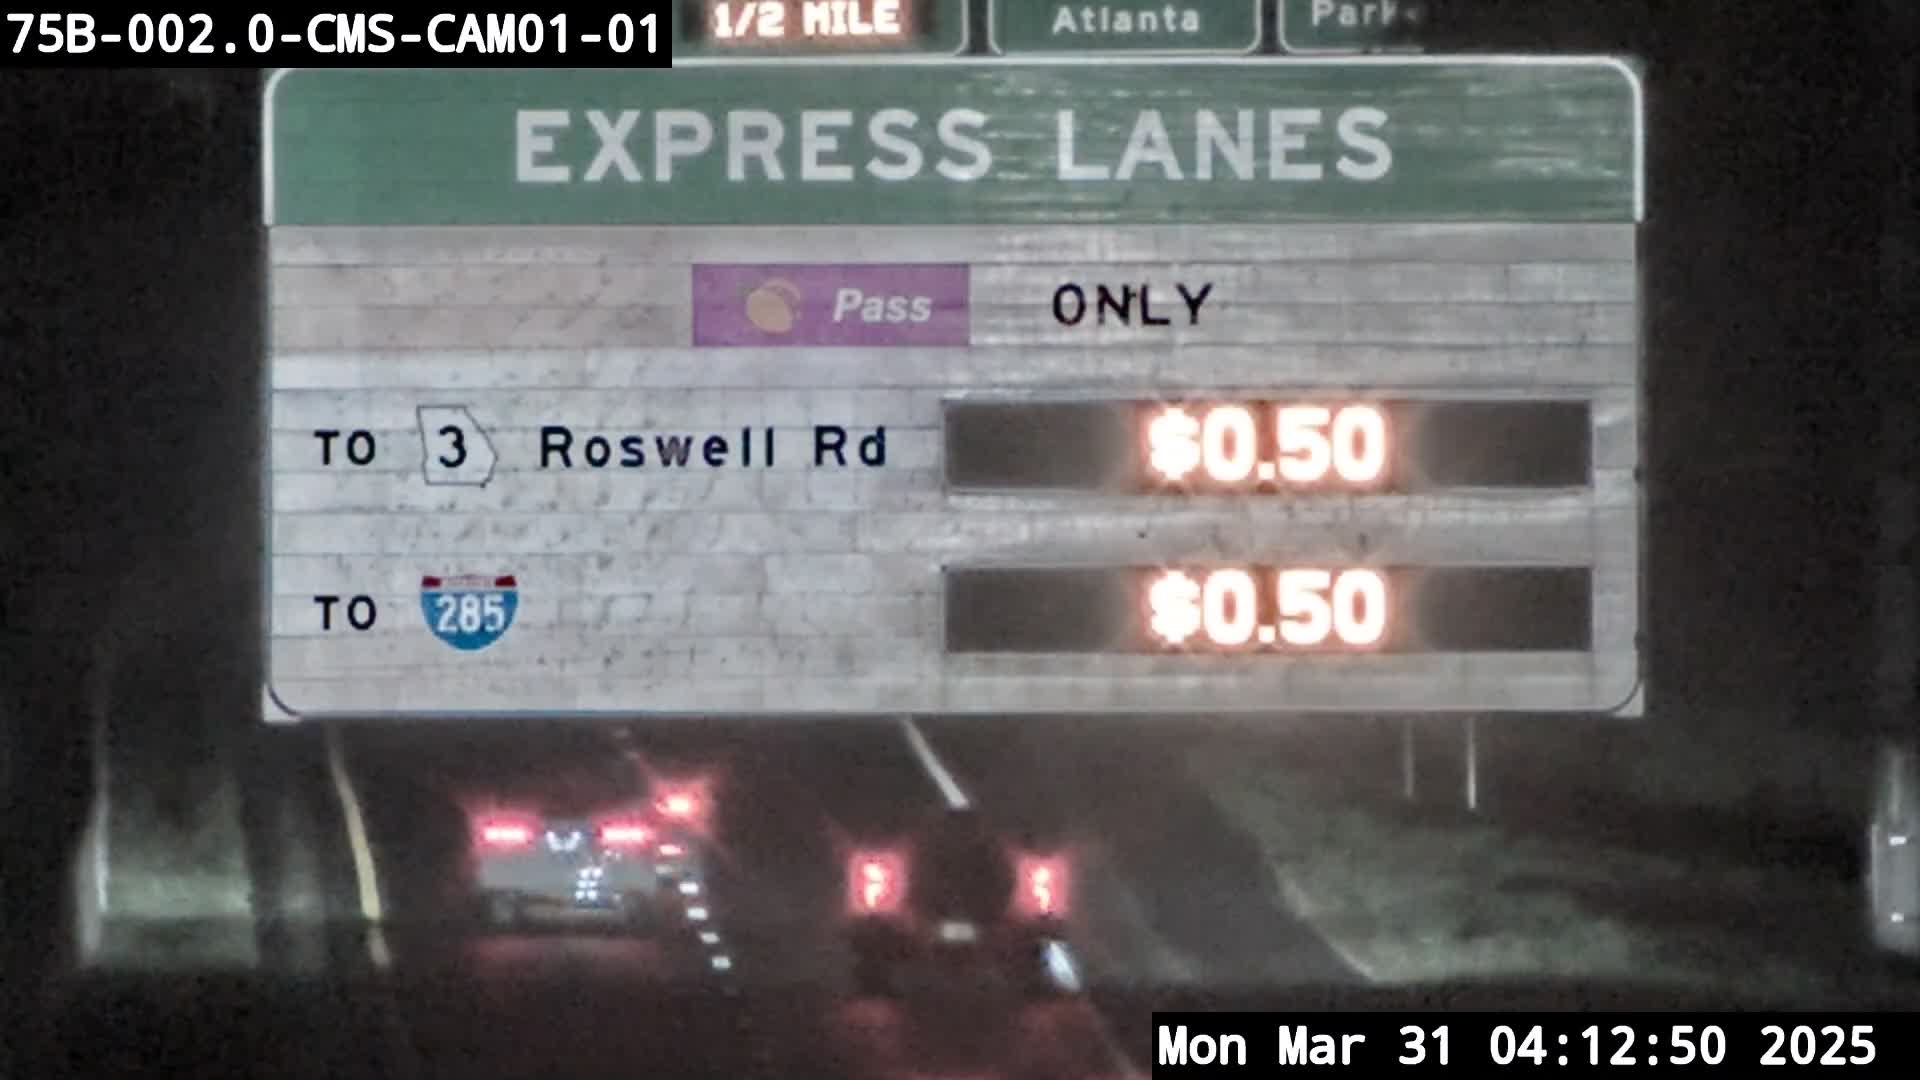 75B-002.0-CMS-CAM01-01
1/2 MILE
Atlanta
Park
EXPRESS LANES
Pass ONLY
TO 3 Roswell Rd $0.50
TO 285 $0.50
Mon Mar 31 04:12:50 2025